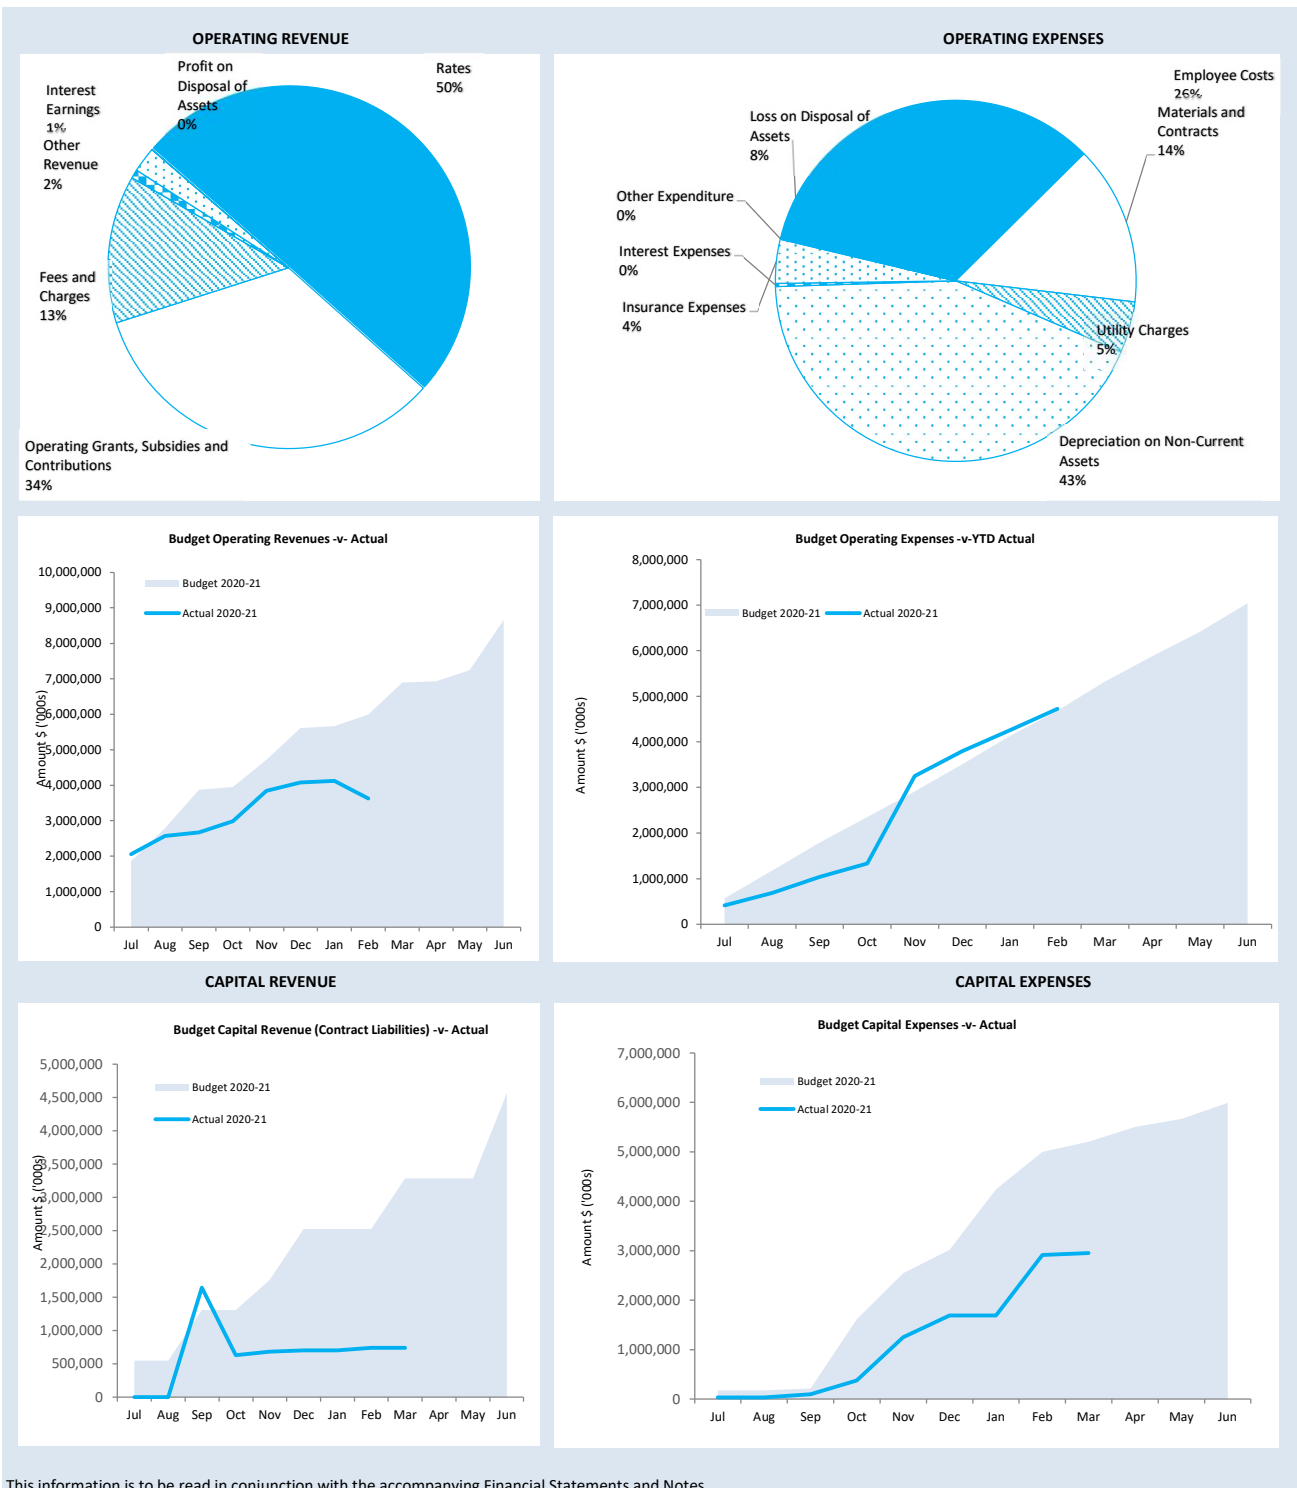 OPERATING REVENUE
OPERATING EXPENSES
Profit on
Disposal of
Assets
0%
Rates
50%
Interest
Earnings
1%
Other
Revenue
2%
Fees and
Charges
13%
Operating Grants, Subsidies and
Contributions
34%
Employee Costs
26%
Materials and
Contracts
14%
Loss on Disposal of
Assets
8%
Other Expenditure
0%
Interest Expenses
0%
Insurance Expenses
4%
Utility Charges
5%
Depreciation on Non-Current
Assets
43%
Budget Operating Revenues -v- Actual
Amount $ ('000s)
10,000,000
9,000,000
8,000,000
7,000,000
6,000,000
5,000,000
4,000,000
3,000,000
2,000,000
1,000,000
0
Budget 2020-21
Actual 2020-21
Jul Aug Sep Oct Nov Dec Jan Feb Mar Apr May Jun
Budget Operating Expenses -v-YTD Actual
Amount $ ('000s)
8,000,000
7,000,000
6,000,000
5,000,000
4,000,000
3,000,000
2,000,000
1,000,000
0
Budget 2020-21 Actual 2020-21
Jul Aug Sep Oct Nov Dec Jan Feb Mar Apr May Jun
CAPITAL REVENUE
CAPITAL EXPENSES
Budget Capital Revenue (Contract Liabilities) -v- Actual
Amount $ ('000s)
5,000,000
4,500,000
4,000,000
3,500,000
3,000,000
2,500,000
2,000,000
1,500,000
1,000,000
500,000
0
Budget 2020-21
Actual 2020-21
Jul Aug Sep Oct Nov Dec Jan Feb Mar Apr May Jun
Budget Capital Expenses -v- Actual
Amount $ ('000s)
7,000,000
6,000,000
5,000,000
4,000,000
3,000,000
2,000,000
1,000,000
0
Budget 2020-21
Actual 2020-21
Jul Aug Sep Oct Nov Dec Jan Feb Mar Apr May Jun
This information is to be read in conjunction with the accompanying Financial Statements and Notes.